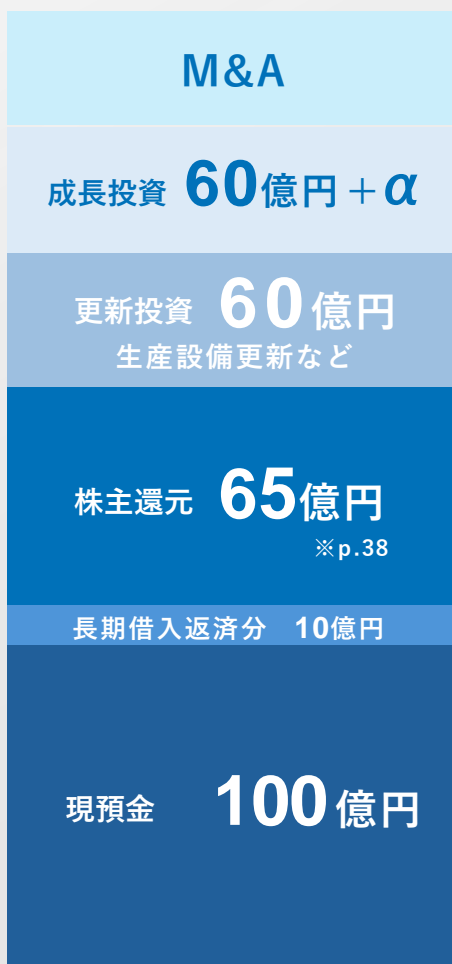 M&A
成長投資 60億円+α
更新投資 60億円
生産設備更新など
株主還元 65億円
※p.38
長期借入返済分 10億円
現預金 100億円